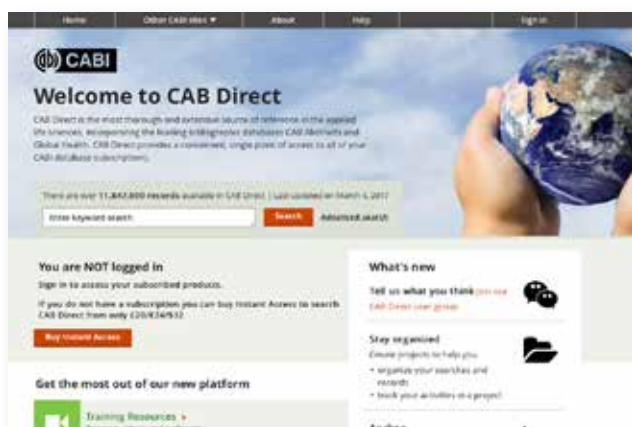 Home Other CABI sites ▼ About Help Sign in
CABI
Welcome to CAB Direct
CAB Direct is the most thorough and extensive source of reference in the applied
life sciences, incorporating the leading bibliographic databases CAB Abstracts and
Global Health. CAB Direct provides a convenient, single point of access to all of your
CABI database subscriptions.
There are over 11,842,000 records available in CAB Direct | Last updated on March 4, 2017
Enter keyword search Search Advanced search
You are NOT logged in
Sign in to access your subscribed products.
If you do not have a subscription you can buy Instant Access to search
CAB Direct from only
Buy Instant Access
Get the most out of our new platform
Training Resources
What's new
Tell us what you think Join our
CAB Direct user group
Stay organized
Create projects to help you
• organize your searches and
records
• track your activities in a project